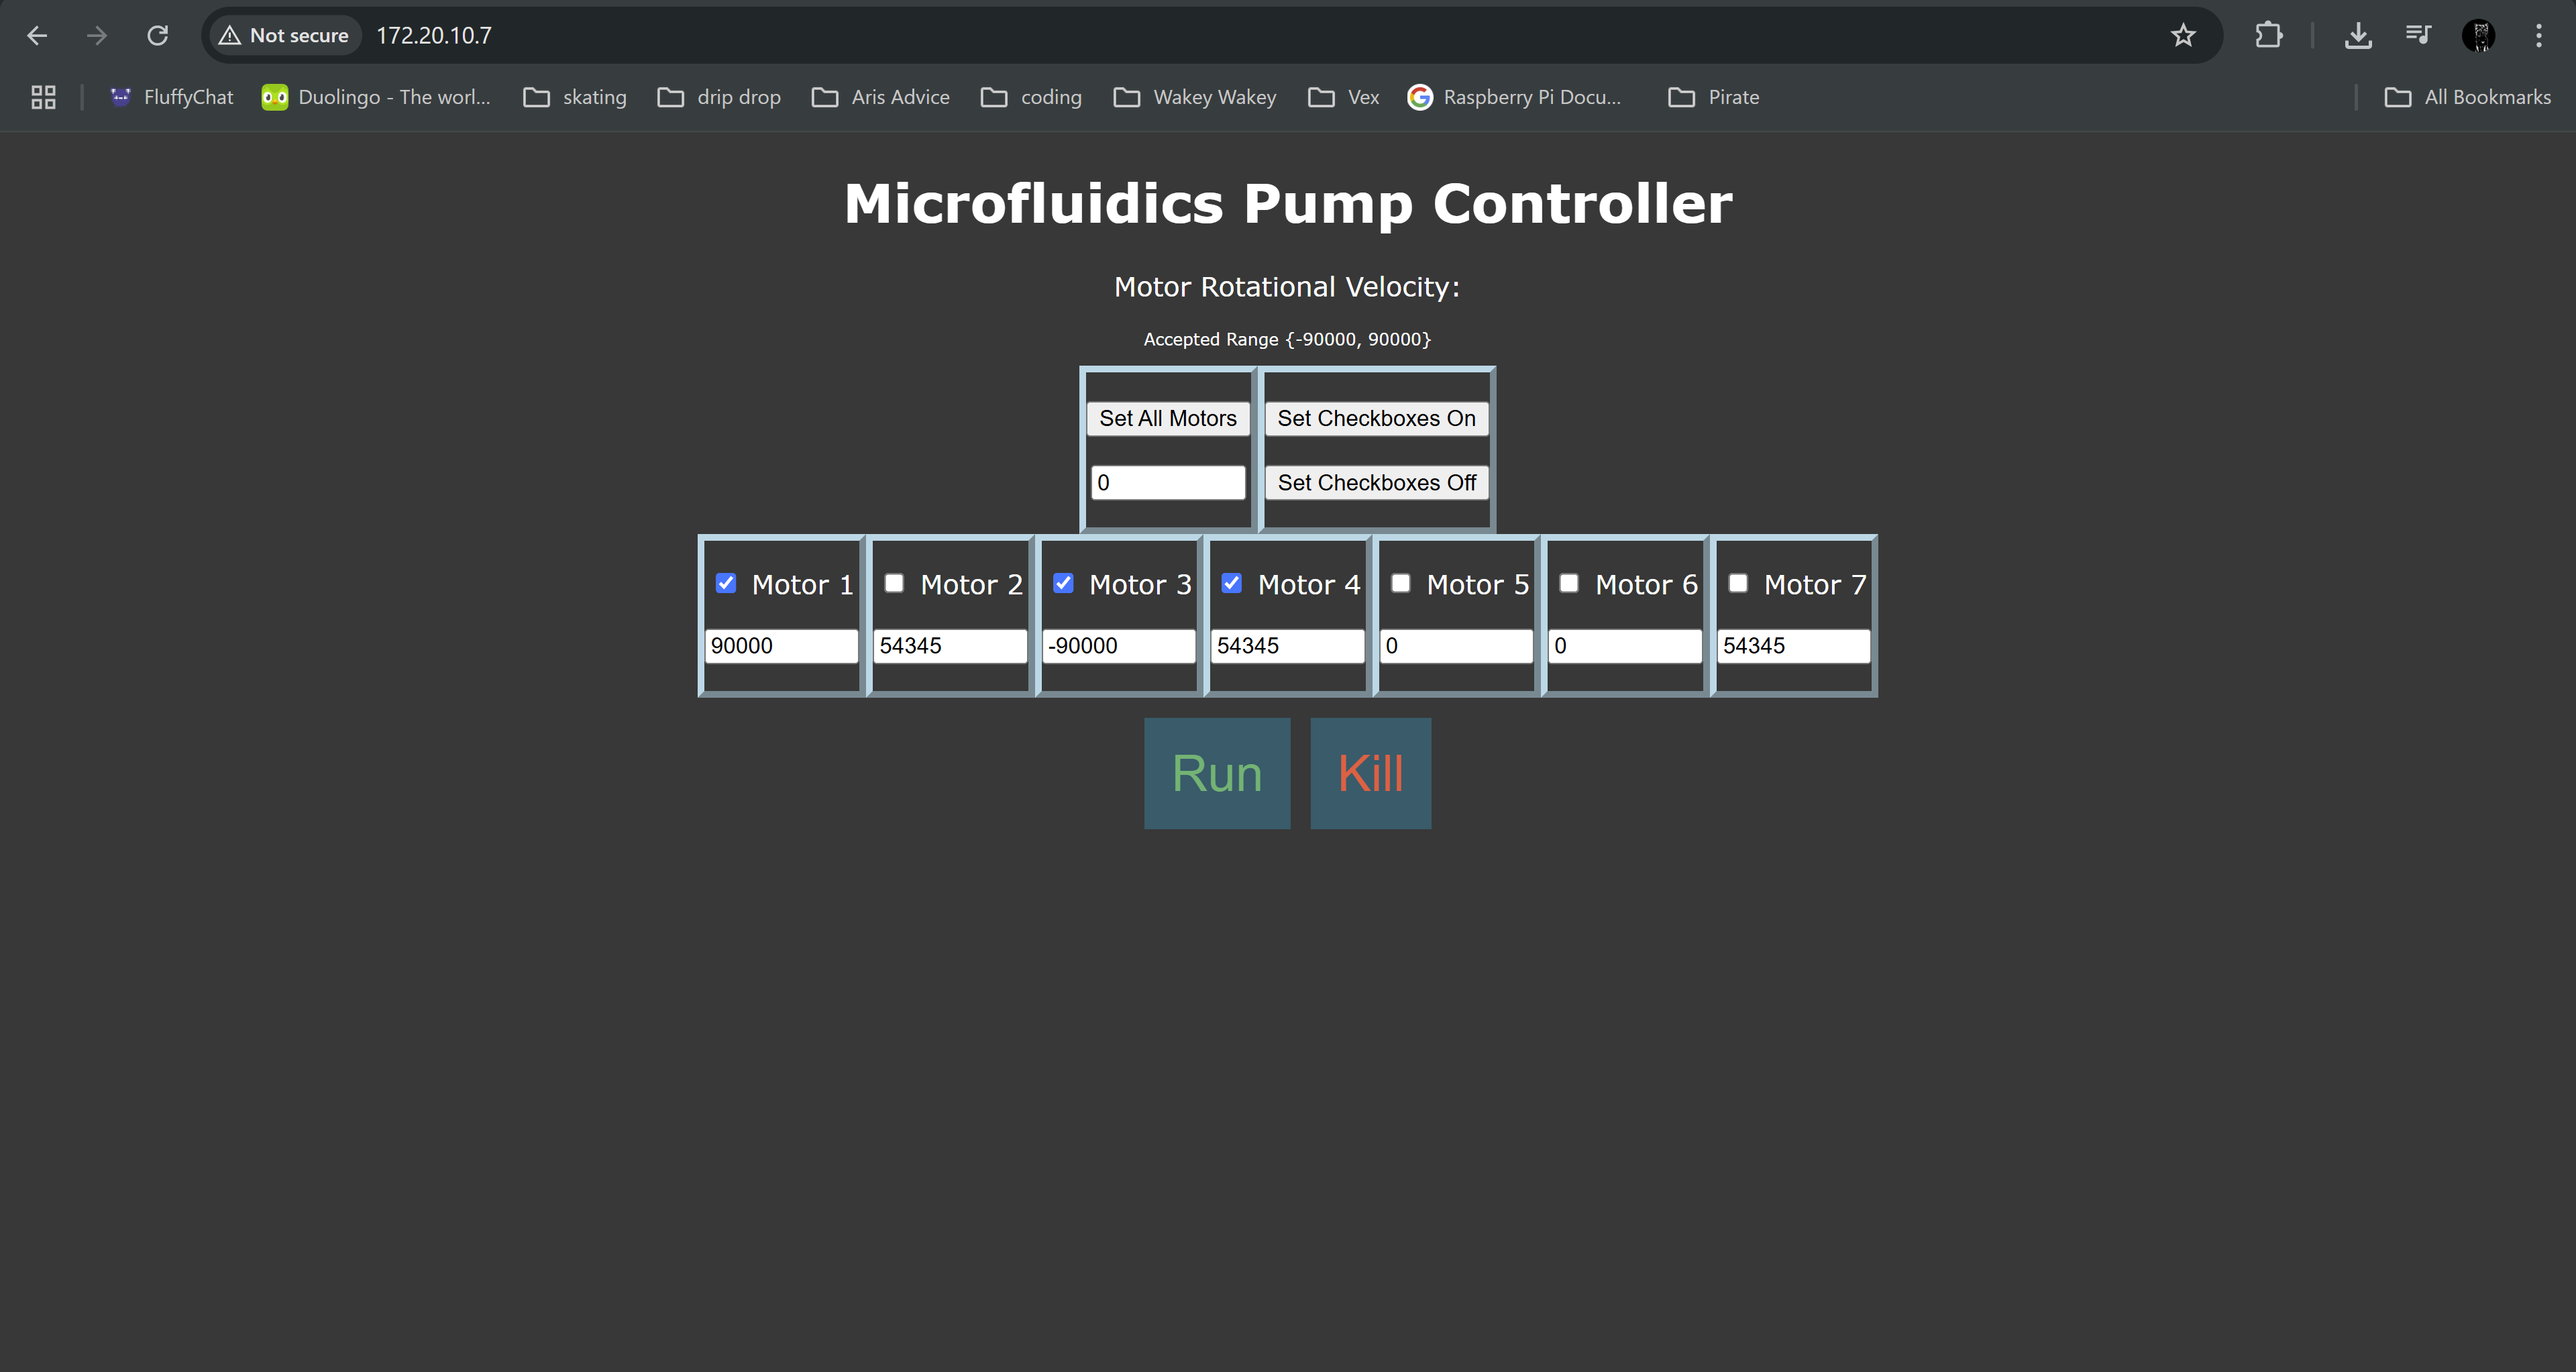 Not secure 172.20.10.7
FluffyChat Duolingo - The worl... skating drip drop Aris Advice coding Wakey Wakey Vex Raspberry Pi Docu... Pirate All Bookmarks
Microfluidics Pump Controller
Motor Rotational Velocity:
Accepted Range {-90000, 90000}
Set All Motors Set Checkboxes On
0 Set Checkboxes Off
Motor 1 Motor 2 Motor 3 Motor 4 Motor 5 Motor 6 Motor 7
90000 54345 -90000 54345 0 0 54345
Run Kill